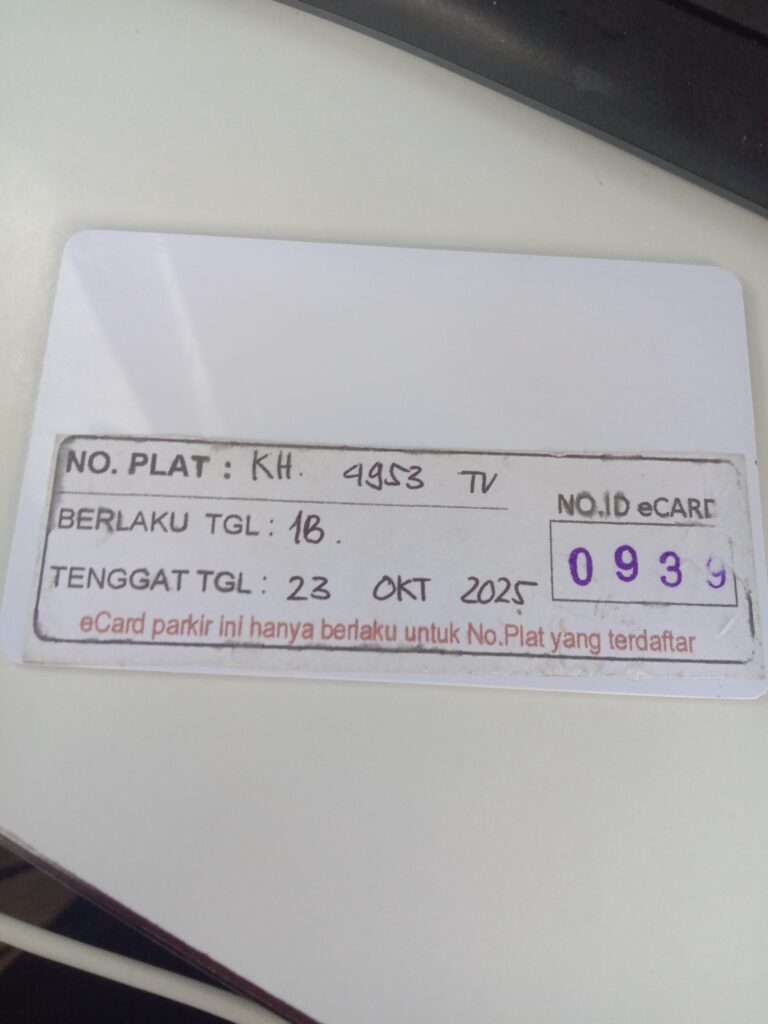 NO. PLAT : KH. 4953 TV
BERLAKU TGL : 1B.
TENGGAT TGL : 23 OKT 2025
NO.ID eCARD
0939
eCard parkir ini hanya berlaku untuk No.Plat yang terdaftar